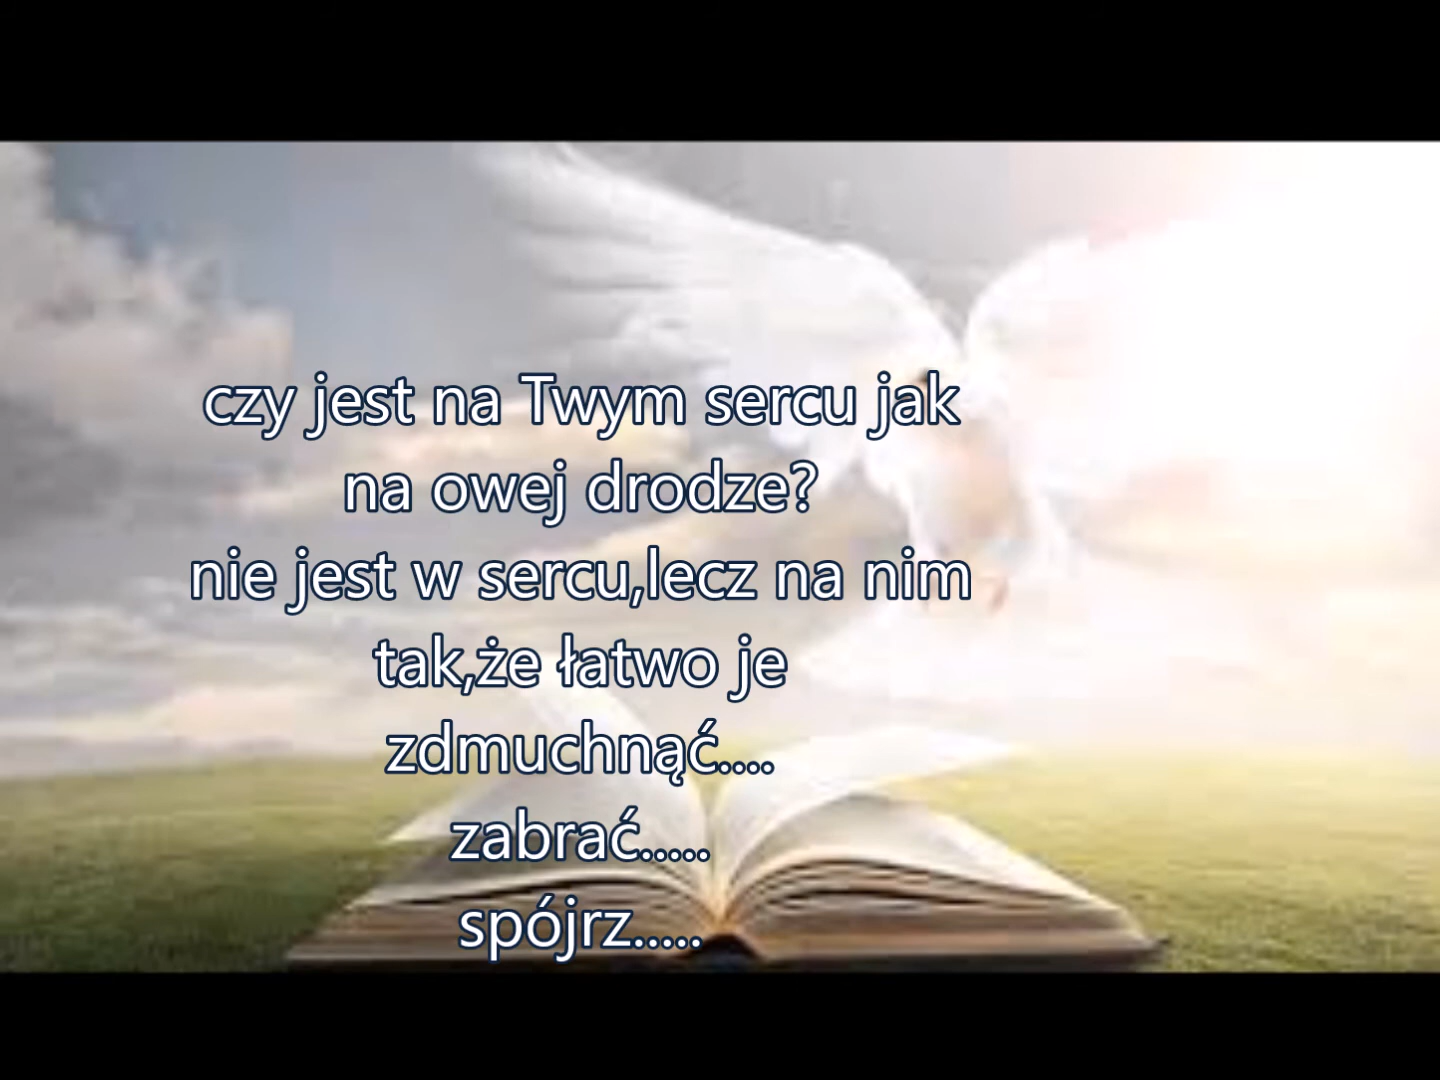 czy jest na Twym sercu jak
na owej drodze?
nie jest w sercu,lecz na nim
tak,że łatwo je
zdmuchnąć....
zabrać.....
spójrz.....